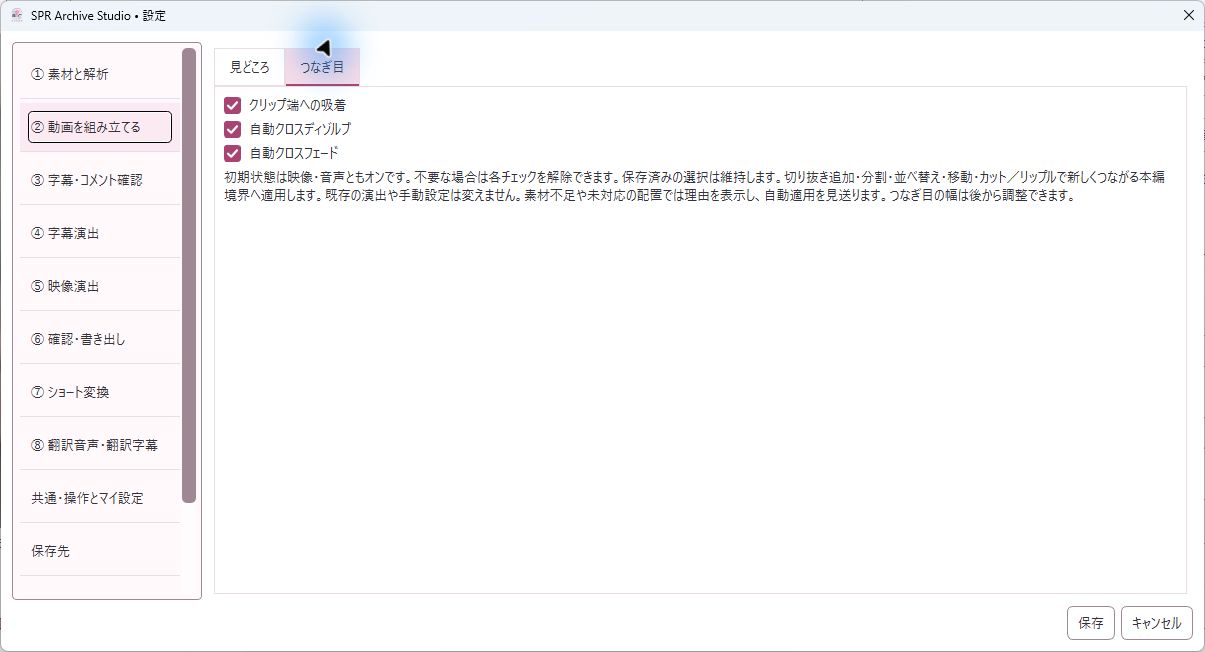 SPR Archive Studio • 設定
① 素材と解析
② 動画を組み立てる
③ 字幕・コメント確認
④ 字幕演出
⑤ 映像演出
⑥ 確認・書き出し
⑦ ショート変換
⑧ 翻訳音声・翻訳字幕
共通・操作とマイ設定
保存先
見どころ
つなぎ目
クリップ端への吸着
自動クロスディゾルブ
自動クロスフェード
初期状態は映像・音声ともオンです。不要な場合は各チェックを解除できます。保存済みの選択は維持します。切り抜き追加・分割・並べ替え・移動・カット／リップルで新しくつながる本編
境界へ適用します。既存の演出や手動設定は変えません。素材不足や未対応の配置では理由を表示し、自動適用を見送ります。つなぎ目の幅は後から調整できます。
保存
キャンセル